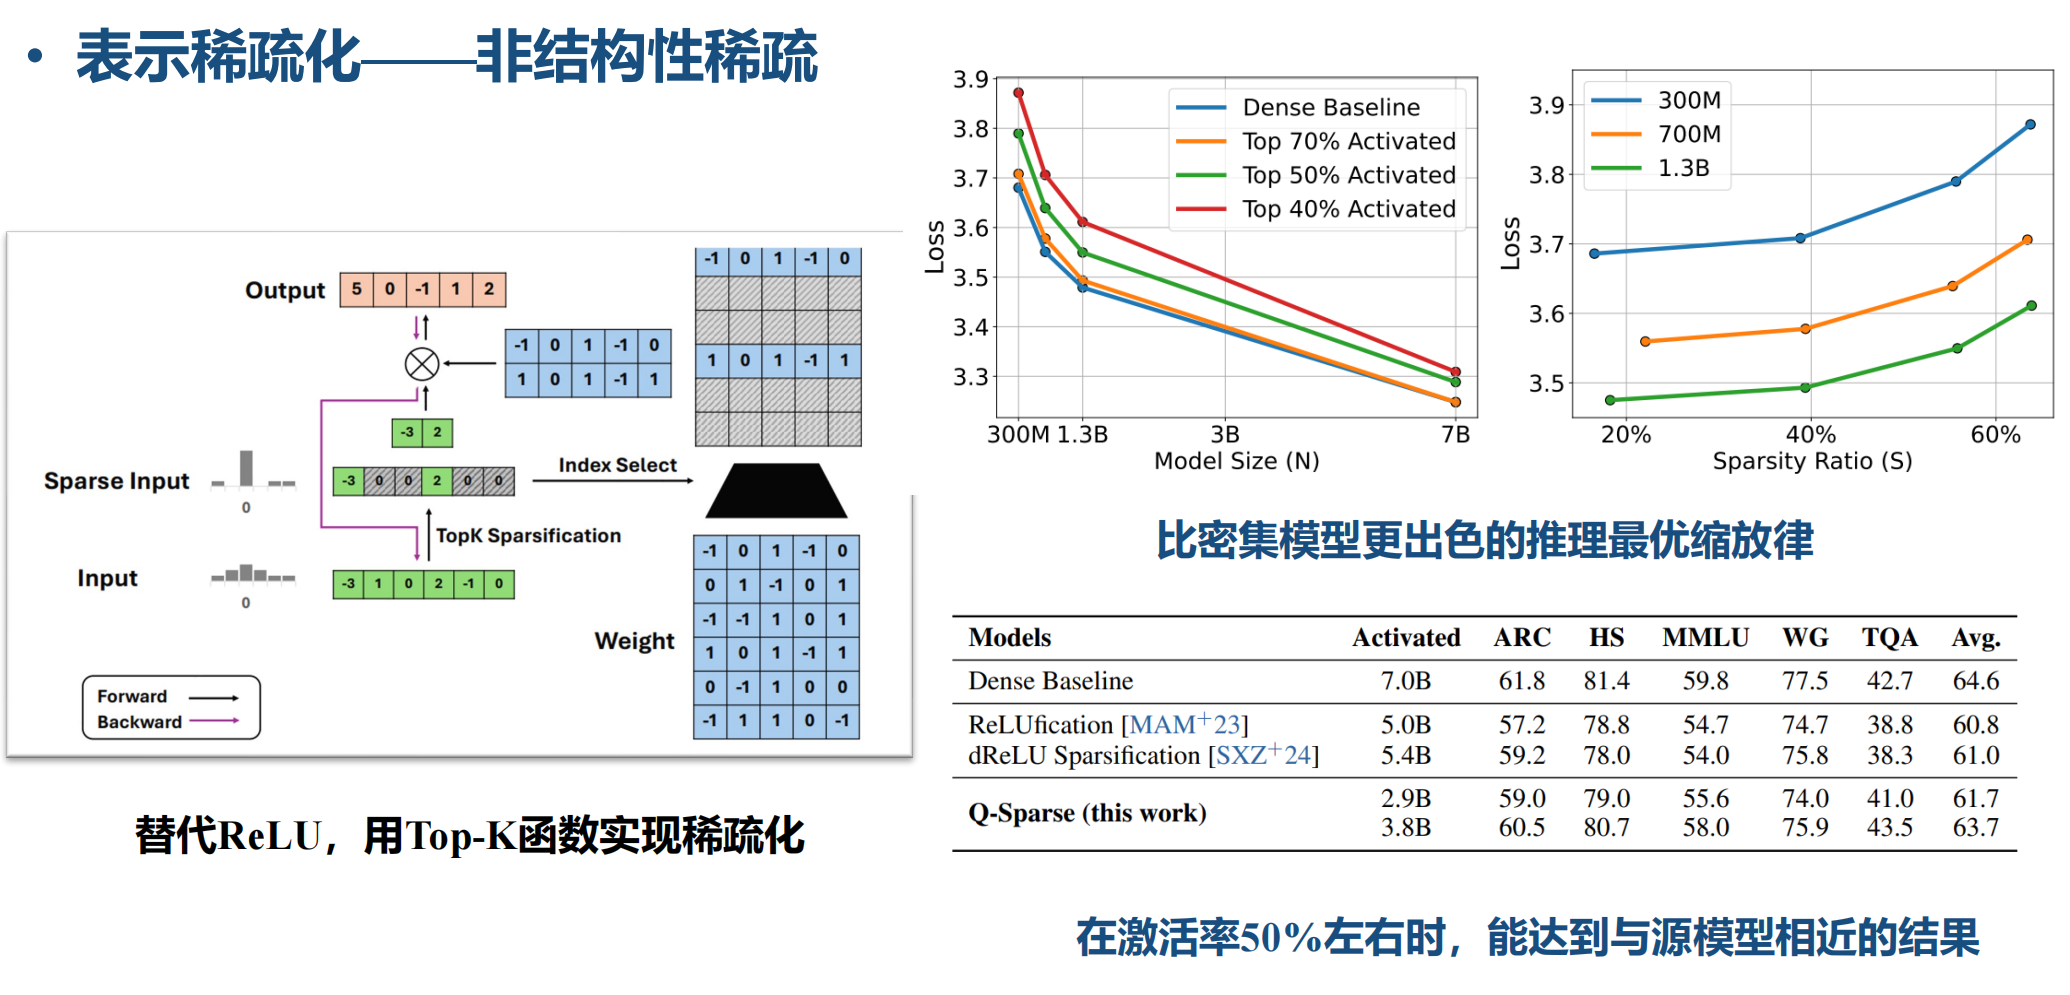 • 表示稀疏化——非结构性稀疏
Output
5 0 -1 1 2
-1 0 1 -1 0
1 0 1 -1 1
-3 2
Sparse Input
0
-3 0 0 2 0 0
Index Select
TopK Sparsification
Input
0
-3 1 0 2 -1 0
-1 0 1 -1 0
1 0 1 -1 1
Weight
-1 0 1 -1 0
0 1 -1 0 1
-1 -1 1 0 1
1 0 1 -1 1
0 -1 1 0 0
-1 1 1 0 -1
Forward
Backward
替代ReLU，用Top-K函数实现稀疏化
3.9
3.8
3.7
3.6
3.5
3.4
3.3
Loss
Dense Baseline
Top 70% Activated
Top 50% Activated
Top 40% Activated
300M 1.3B 3B 7B
Model Size (N)
3.9
3.8
3.7
3.6
3.5
Loss
300M
700M
1.3B
20% 40% 60%
Sparsity Ratio (S)
比密集模型更出色的推理最优缩放律
Models Activated ARC HS MMLU WG TQA Avg.
Dense Baseline 7.0B 61.8 81.4 59.8 77.5 42.7 64.6
ReLUfication [MAM+23] 5.0B 57.2 78.8 54.7 74.7 38.8 60.8
dReLU Sparsification [SXZ+24] 5.4B 59.2 78.0 54.0 75.8 38.3 61.0
Q-Sparse (this work)
2.9B 59.0 79.0 55.6 74.0 41.0 61.7
3.8B 60.5 80.7 58.0 75.9 43.5 63.7
在激活率50%左右时，能达到与源模型相近的结果